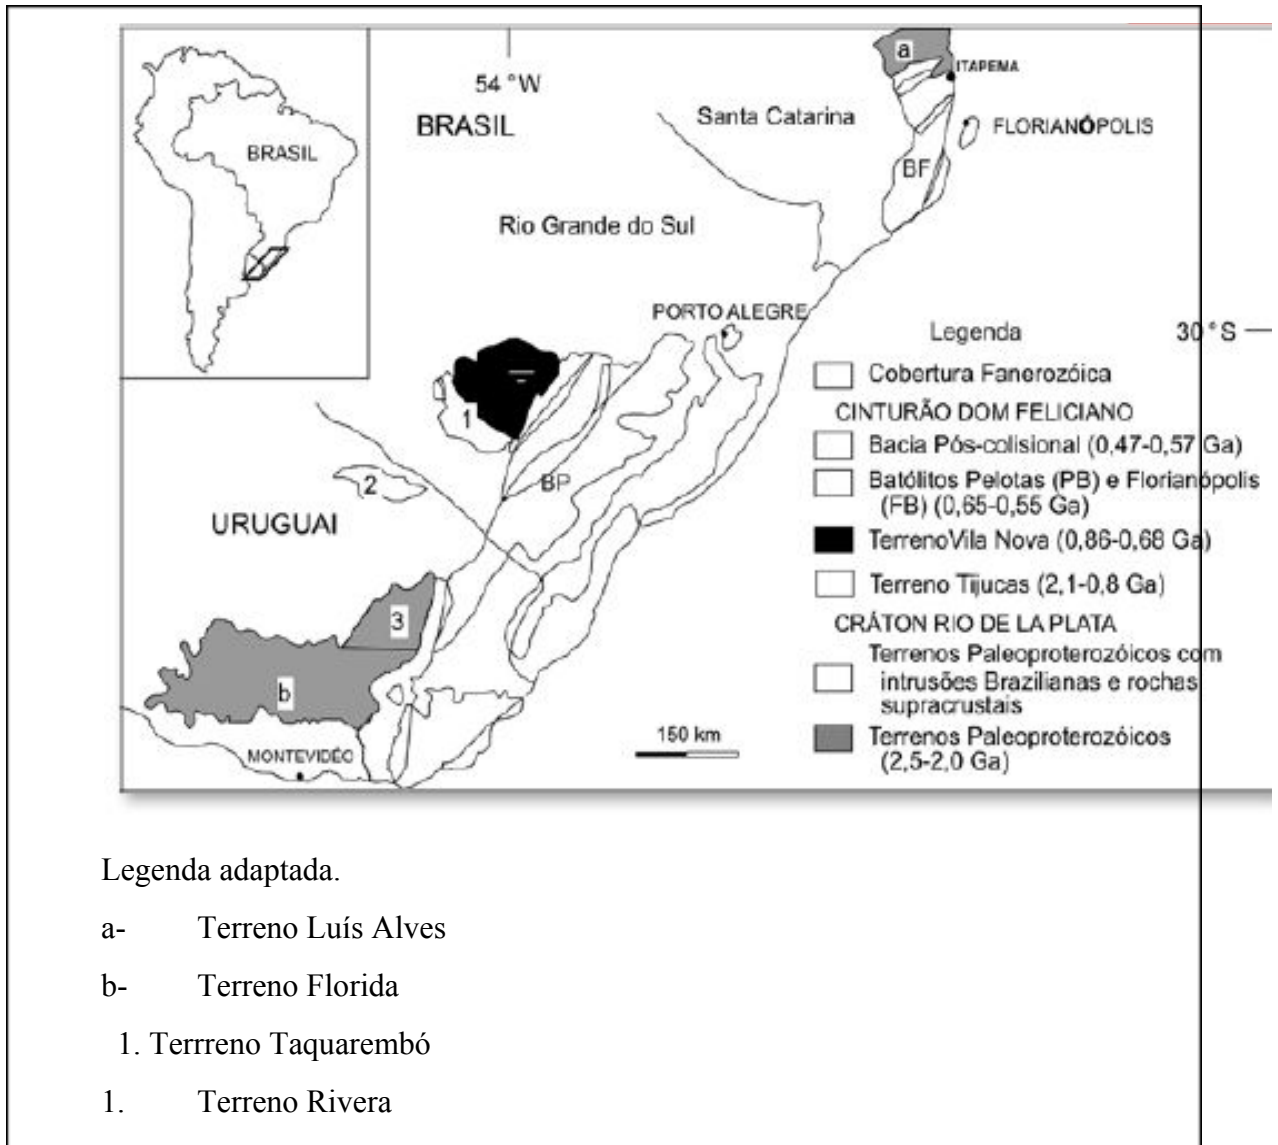 54 °W
BRASIL
BRASIL
Santa Catarina
a
ITAPEMA
FLORIANÓPOLIS
BF
Rio Grande do Sul
PORTO ALEGRE
30 °S
1
2
BP
URUGUAI
3
b
MONTEVIDÉO
150 km
Legenda
Cobertura Fanerozóica
CINTURÃO DOM FELICIANO
Bacia Pós-colisional (0,47-0,57 Ga)
Batólitos Pelotas (PB) e Florianópolis
(FB) (0,65-0,55 Ga)
TerrenoVila Nova (0,86-0,68 Ga)
Terreno Tijucas (2,1-0,8 Ga)
CRÁTON RIO DE LA PLATA
Terrenos Paleoproterozóicos com
intrusões Brazilianas e rochas
supracrustais
Terrenos Paleoproterozóicos
(2,5-2,0 Ga)
Legenda adaptada.
a- Terreno Luís Alves
b- Terreno Florida
1. Terrreno Taquarembó
1. Terreno Rivera